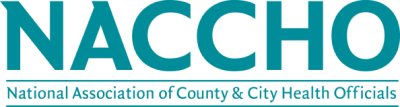 NACCHO
National Association of County & City Health Officials